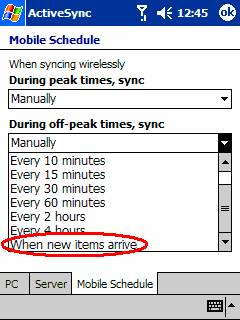 ActiveSync 12:45 ok
Mobile Schedule
When syncing wirelessly
During peak times, sync
Manually
During off-peak times, sync
Manually
Every 10 minutes
Every 15 minutes
Every 30 minutes
Every 60 minutes
Every 2 hours
Every 4 hours
When new items arrive
PC Server Mobile Schedule